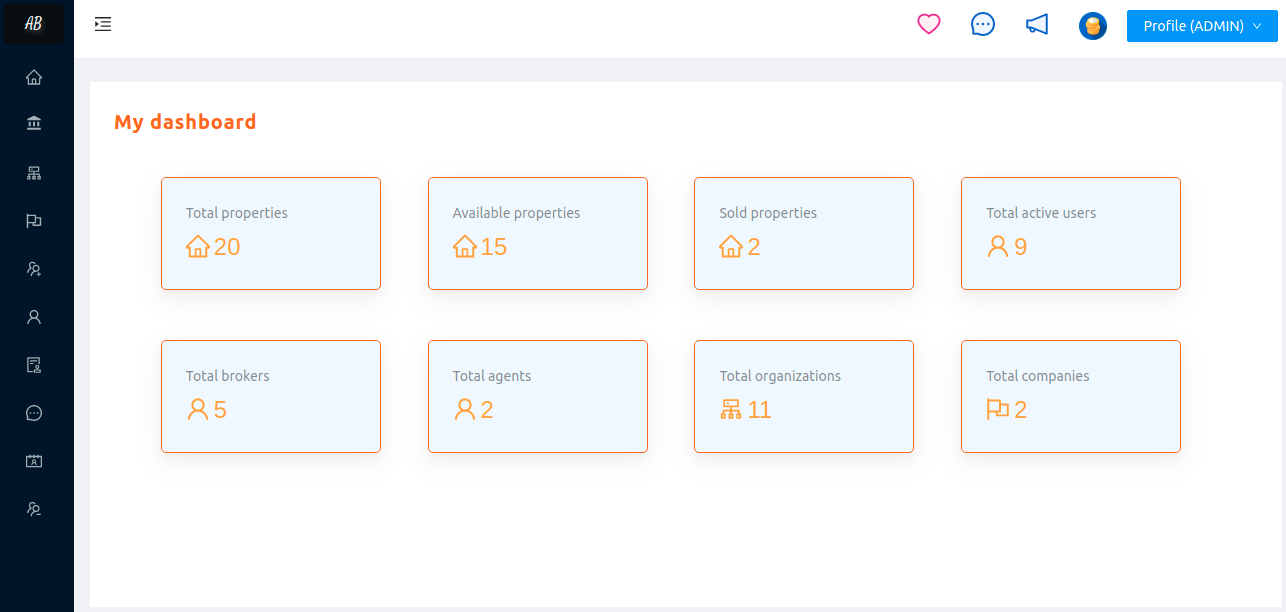 AB
Profile (ADMIN)
My dashboard
Total properties
20
Available properties
15
Sold properties
2
Total active users
9
Total brokers
5
Total agents
2
Total organizations
11
Total companies
2